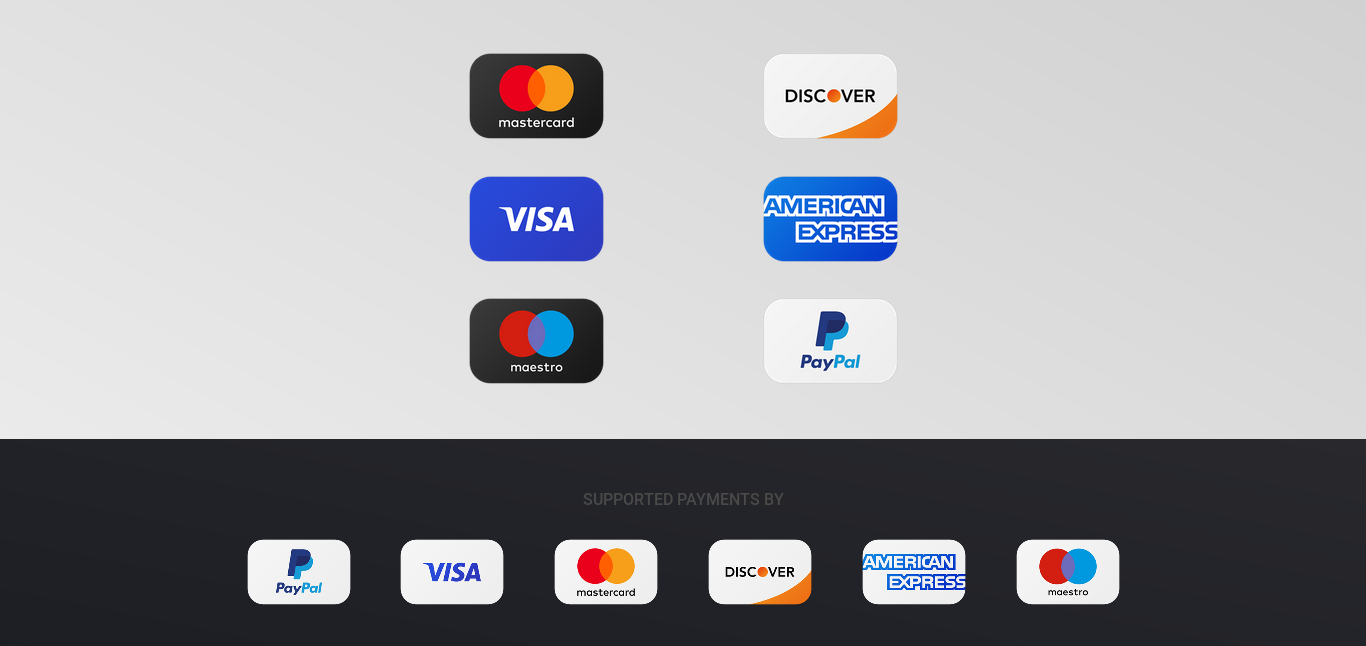 mastercard
DISCOVER
VISA
AMERICAN
EXPRESS
maestro
PayPal
SUPPORTED PAYMENTS BY
PayPal
VISA
mastercard
DISCOVER
AMERICAN
EXPRESS
maestro